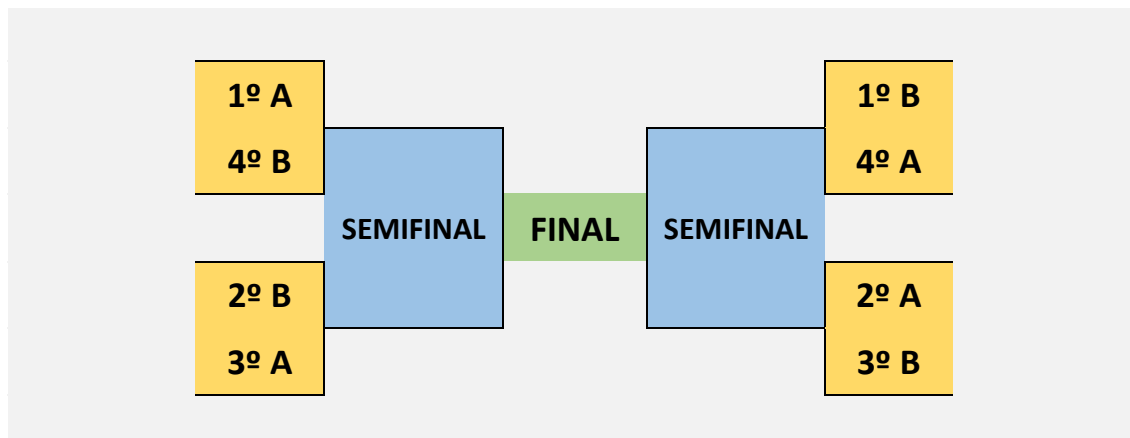 1º A
4º B
2º B
3º A
SEMIFINAL
FINAL
SEMIFINAL
1º B
4º A
2º A
3º B